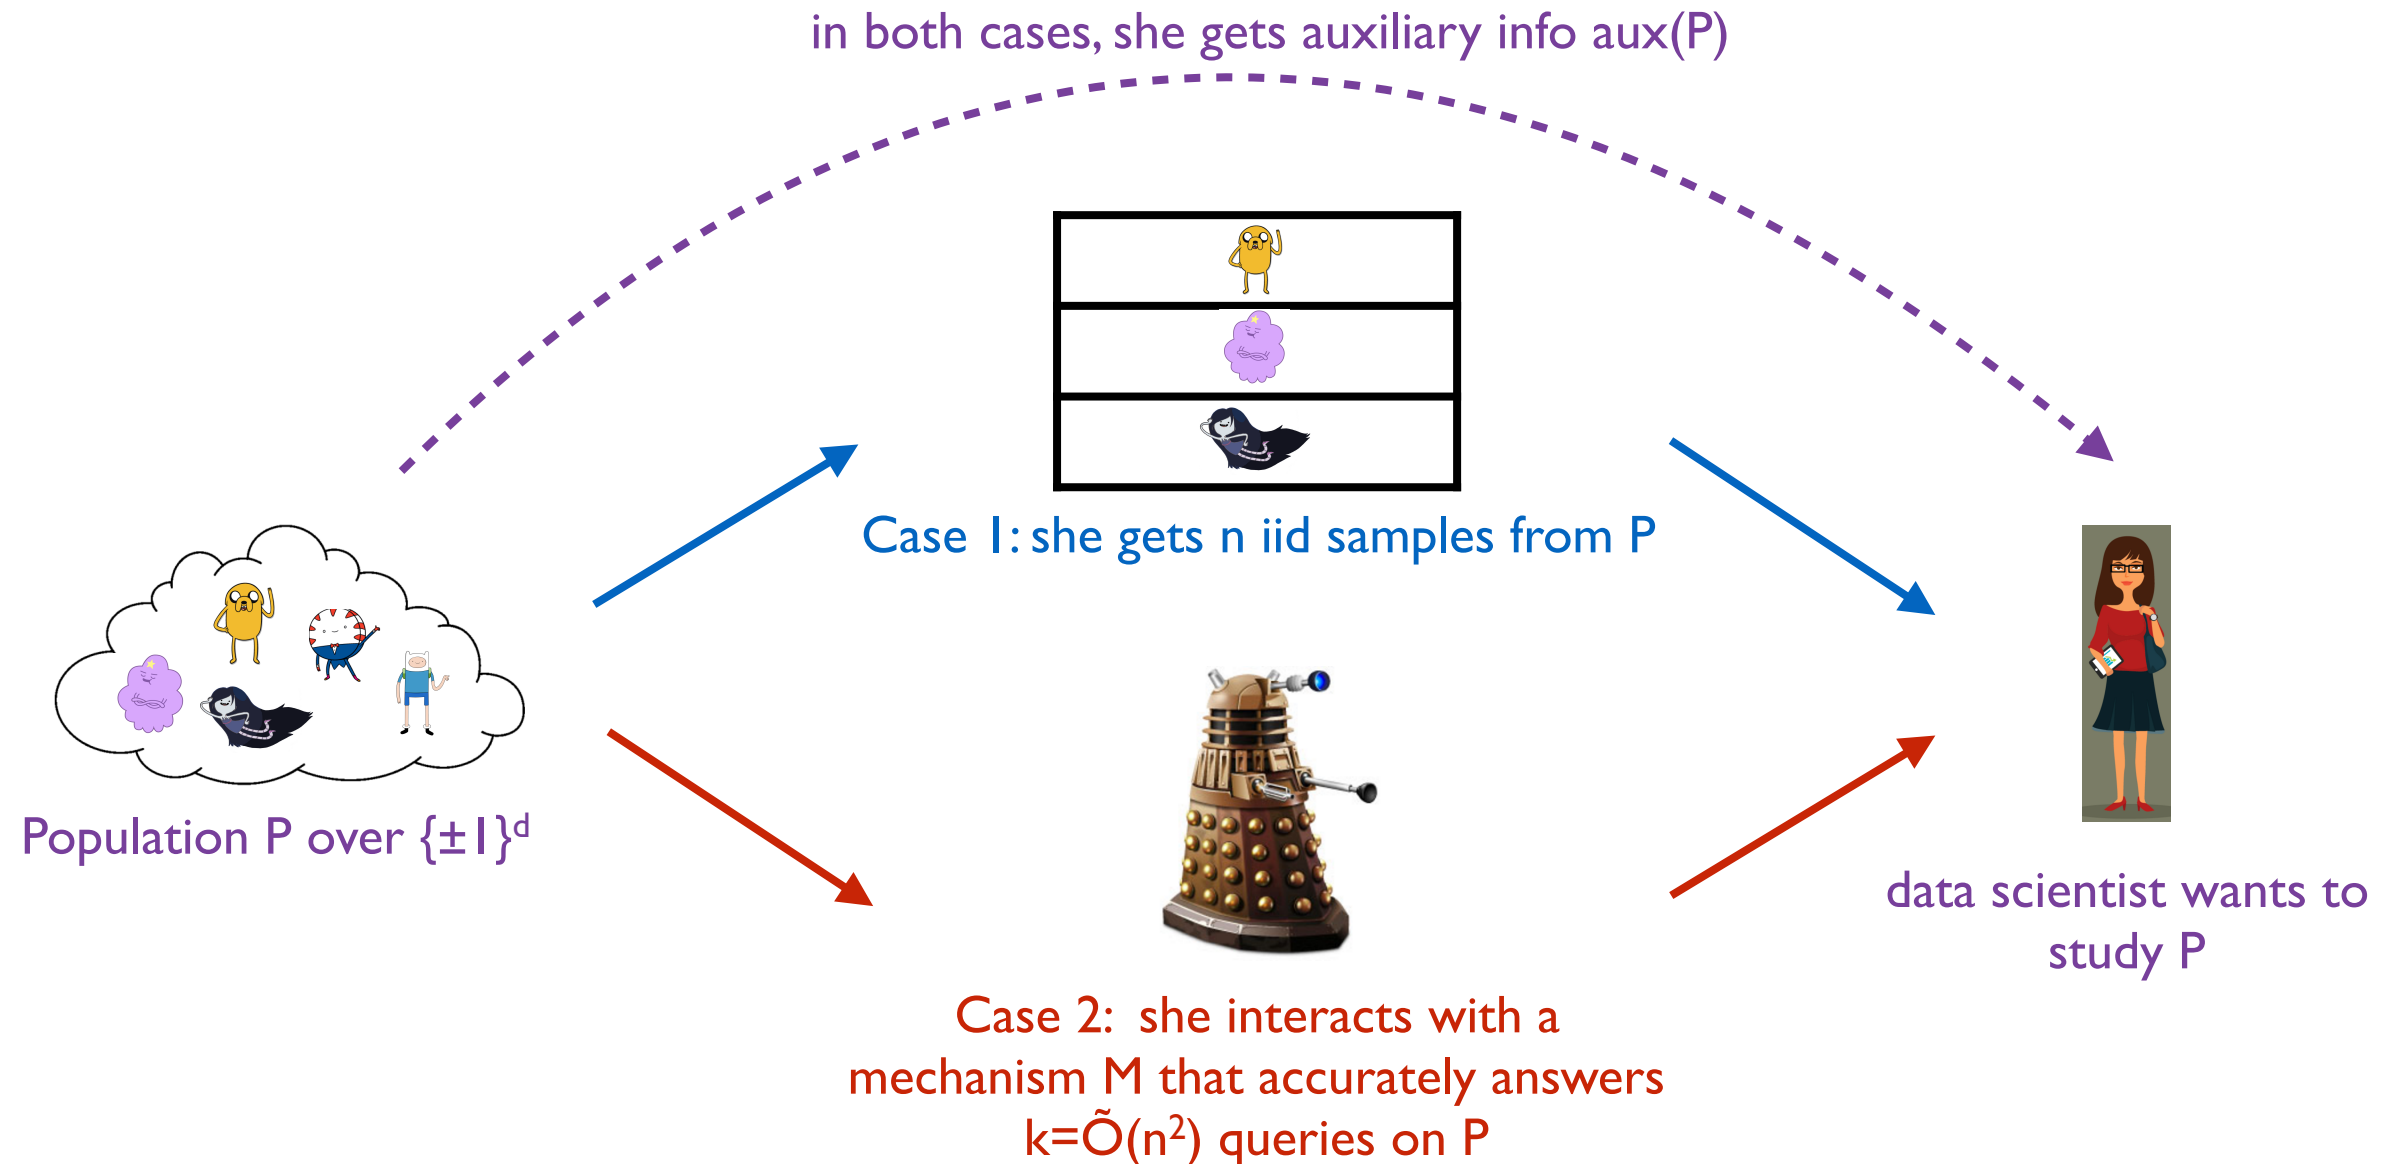 in both cases, she gets auxiliary info aux(P)
Case 1: she gets n iid samples from P
Population P over {±1}ᵈ
data scientist wants to
study P
Case 2: she interacts with a
mechanism M that accurately answers
k=Õ(n²) queries on P